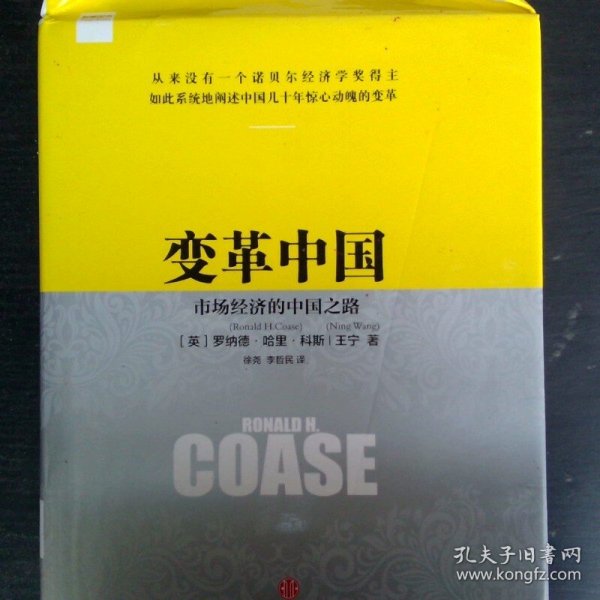 从来没有一个诺贝尔经济学奖得主
如此系统地阐述中国几十年惊心动魄的变革
变革中国
市场经济的中国之路
(Ronald H.Coase) (Ning Wang)
[英] 罗纳德·哈里·科斯|王宁 著
徐尧 李哲民 译
RONALD H.
COASE
孔夫子旧书网
www.kongfz.com